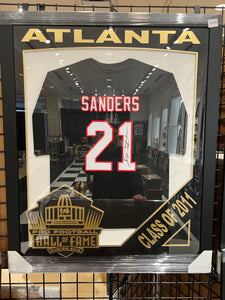 ATLANTA
SANDERS
21
PRO FOOTBALL
HALL OF FAME
CLASS OF 2011